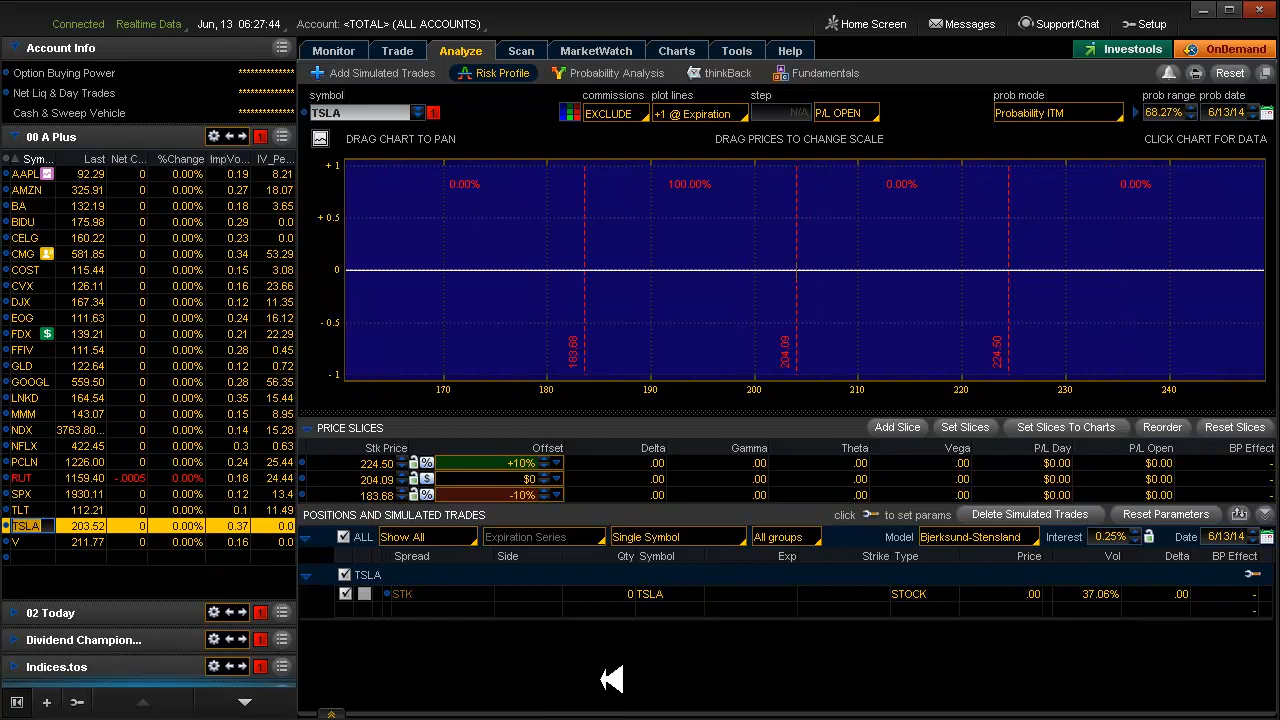 Connected Realtime Data Jun, 13 06:27:44 Account: <TOTAL> (ALL ACCOUNTS) Home Screen Messages Support/Chat Setup
Account Info
Option Buying Power *************
Net Liq & Day Trades *************
Cash & Sweep Vehicle *************
00 A Plus 1
Sym... Last Net C... %Change ImpVo... IV_Pe...
AAPL 92.29 0 0.00% 0.19 8.21
AMZN 325.91 0 0.00% 0.27 18.07
BA 132.19 0 0.00% 0.18 3.65
BIDU 175.98 0 0.00% 0.29 0.0
CELG 160.22 0 0.00% 0.23 0.0
CMG 581.85 0 0.00% 0.34 53.29
COST 115.44 0 0.00% 0.15 3.08
CVX 126.11 0 0.00% 0.16 23.66
DJX 167.34 0 0.00% 0.12 11.35
EOG 111.63 0 0.00% 0.24 16.12
FDX $ 139.21 0 0.00% 0.21 22.29
FFIV 111.54 0 0.00% 0.28 0.45
GLD 122.64 0 0.00% 0.12 0.72
GOOGL 559.50 0 0.00% 0.28 56.35
LNKD 164.54 0 0.00% 0.35 15.44
MMM 143.07 0 0.00% 0.15 8.95
NDX 3763.80... 0 0.00% 0.14 15.28
NFLX 422.45 0 0.00% 0.3 0.63
PCLN 1226.00 0 0.00% 0.24 25.44
RUT 1159.40 -.0005 0.00% 0.18 24.44
SPX 1930.11 0 0.00% 0.12 13.4
TLT 112.21 0 0.00% 0.1 11.49
TSLA 203.52 0 0.00% 0.37 0.0
V 211.77 0 0.00% 0.16 0.0
02 Today 1
Dividend Champion... 1
Indices.tos 1
Monitor Trade Analyze Scan MarketWatch Charts Tools Help Investools OnDemand
Add Simulated Trades Risk Profile Probability Analysis thinkBack Fundamentals Reset
symbol commissions plot lines step prob mode prob range prob date
TSLA 1 EXCLUDE +1 @ Expiration N/A P/L OPEN Probability ITM 68.27% 6/13/14
DRAG CHART TO PAN DRAG PRICES TO CHANGE SCALE CLICK CHART FOR DATA
+ 1
0.00% 100.00% 0.00% 0.00%
+ 0.5
0
- 0.5
183.68 204.09 224.50
- 1
170 180 190 200 210 220 230 240
PRICE SLICES Add Slice Set Slices Set Slices To Charts Reorder Reset Slices
Stk Price Offset Delta Gamma Theta Vega P/L Day P/L Open BP Effect
224.50 % +10% .00 .00 .00 .00 $0.00 $0.00 -
204.09 $ $0 .00 .00 .00 .00 $0.00 $0.00 -
183.68 % -10% .00 .00 .00 .00 $0.00 $0.00 -
POSITIONS AND SIMULATED TRADES click to set params Delete Simulated Trades Reset Parameters
ALL Show All Expiration Series Single Symbol All groups Model Bjerksund-Stensland Interest 0.25% Date 6/13/14
Spread Side Qty Symbol Exp Strike Type Price Vol Delta BP Effect
TSLA
STK 0 TSLA STOCK .00 37.06% .00 -
-